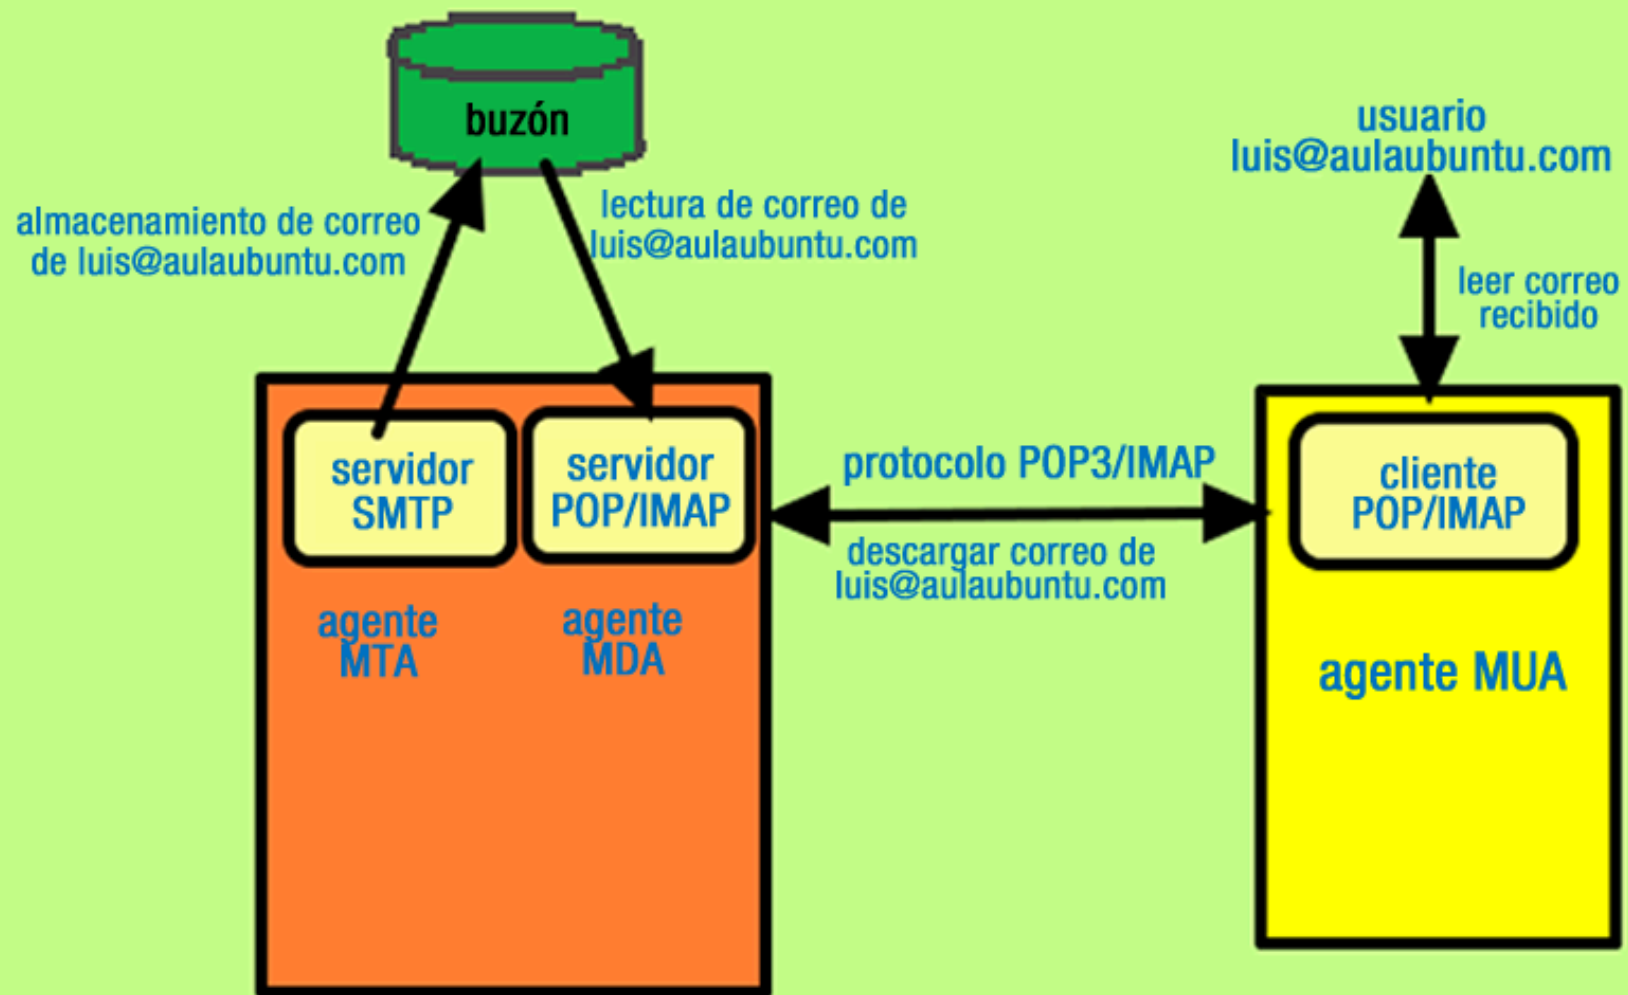 buzón
usuario
luis@aulaubuntu.com
almacenamiento de correo
de luis@aulaubuntu.com
lectura de correo de
luis@aulaubuntu.com
leer correo
recibido
servidor
SMTP
servidor
POP/IMAP
protocolo POP3/IMAP
descargar correo de
luis@aulaubuntu.com
cliente
POP/IMAP
agente
MTA
agente
MDA
agente MUA